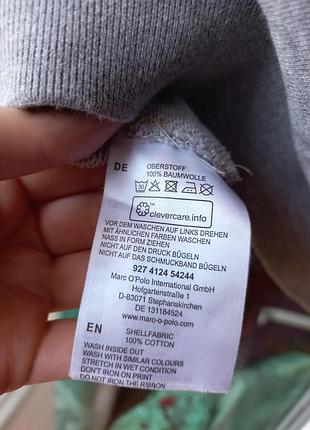 DE OBERSTOFF
100% BAUMWOLLE
clevercare.info
VOR DEM WASCHEN AUF LINKS DREHEN
MIT ÄHNLICHEN FARBEN WASCHEN
NASS IN FORM ZIEHEN
NICHT AUF DEN DRUCK BÜGELN
NICHT AUF DAS SCHMUCKBAND BÜGELN
927 4124 54244
Marc O'Polo International GmbH
Hofgartenstraße 1
D-83071 Stephanskirchen
DE 131184524
www.marc-o-polo.com
EN SHELLFABRIC
100% COTTON
WASH INSIDE OUT
WASH WITH SIMILAR COLOURS
STRETCH IN WET CONDITION
DON'T IRON ON PRINT
DO NOT IRON THE RIBBON